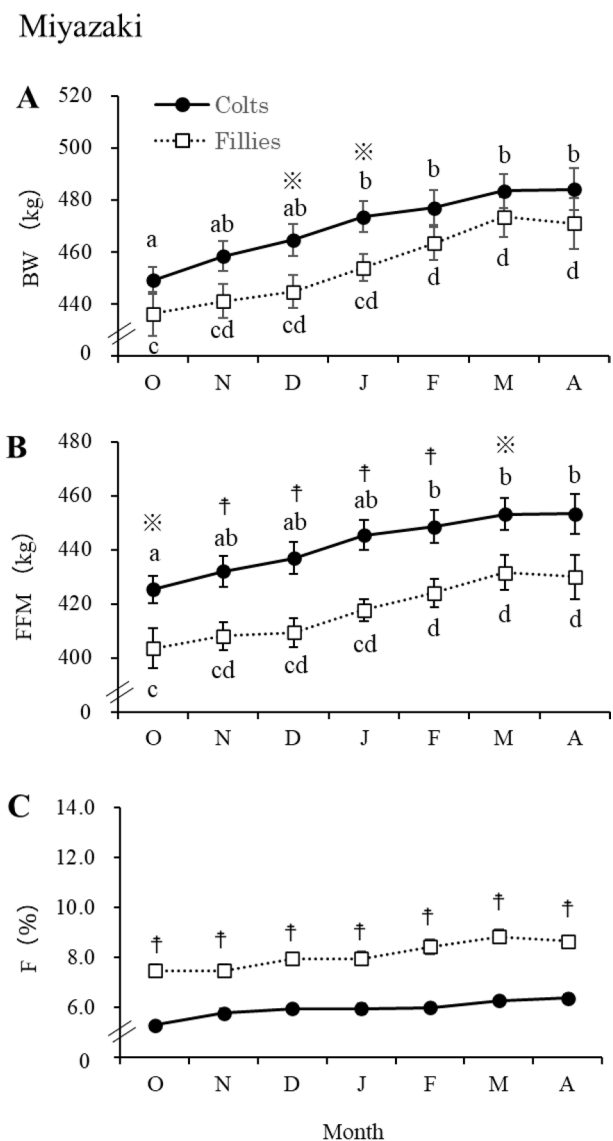 Miyazaki
A
520
500
480
460
440
0
BW (kg)
Colts
Fillies
※ ※
a ab ab b b b b
c cd cd cd d d d
O N D J F M A
B
480
460
440
420
400
0
FFM (kg)
※ ☨ ☨ ☨ ☨ ※
a ab ab ab b b b
c cd cd cd d d d
O N D J F M A
C
14.0
12.0
10.0
8.0
6.0
0
F (%)
☨ ☨ ☨ ☨ ☨ ☨ ☨
O N D J F M A
Month